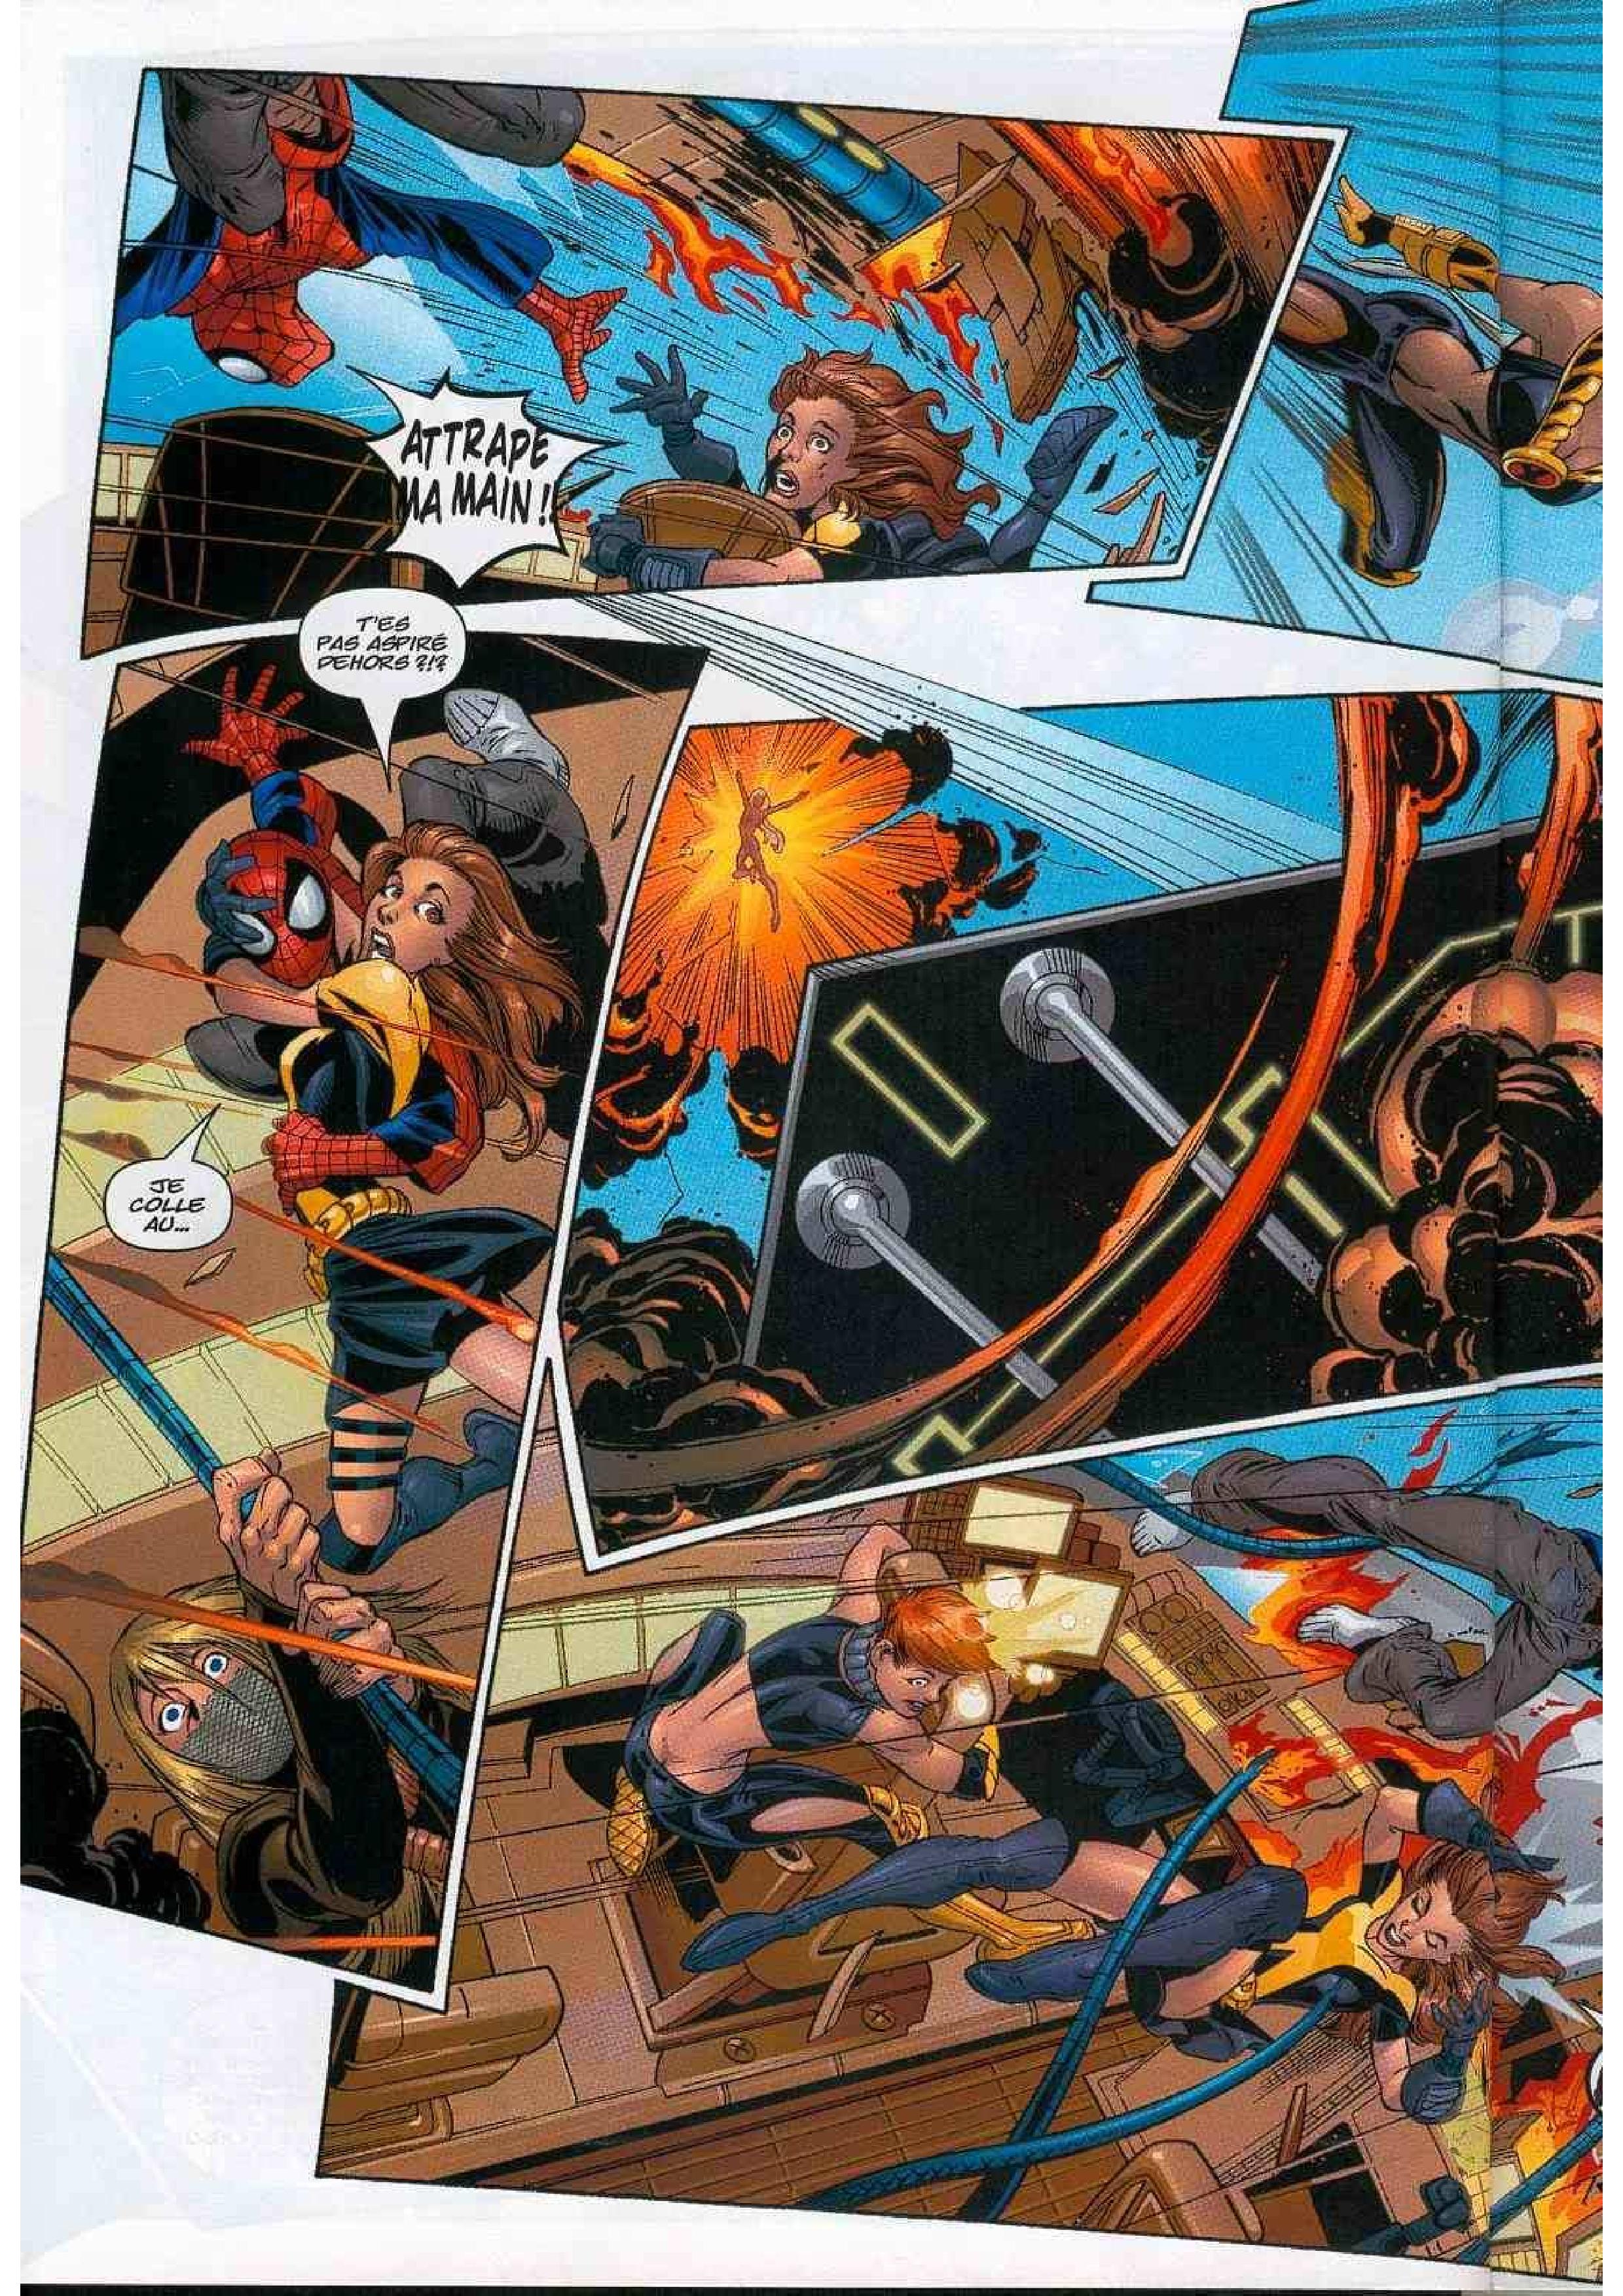 ATTRAPE
MA MAIN !!
T'ES
PAS ASPIRÉ
DEHORS ?!?
JE
COLLE
AU...